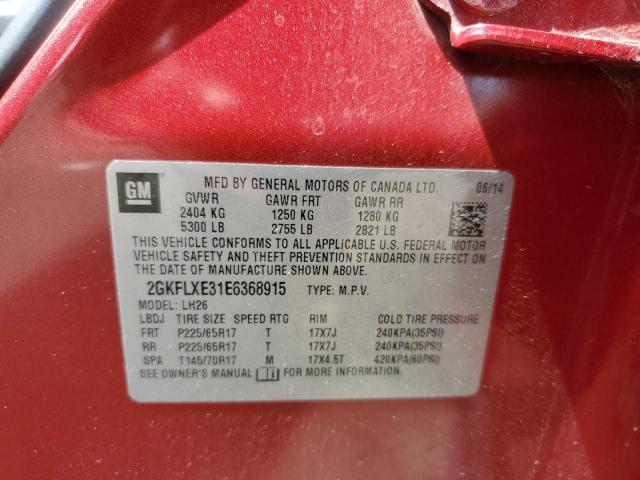 GM MFD BY GENERAL MOTORS OF CANADA LTD. 06/14
GVWR GAWR FRT GAWR RR
2404 KG 1250 KG 1280 KG
5300 LB 2755 LB 2821 LB
THIS VEHICLE CONFORMS TO ALL APPLICABLE U.S. FEDERAL MOTOR
VEHICLE SAFETY AND THEFT PREVENTION STANDARDS IN EFFECT ON
THE DATE OF MANUFACTURE SHOWN ABOVE.
2GKFLXE31E6368915 TYPE: M.P.V.
MODEL: LH26
LBDJ TIRE SIZE SPEED RTG RIM COLD TIRE PRESSURE
FRT P225/65R17 T 17X7J 240KPA(35PSI)
RR P225/65R17 T 17X7J 240KPA(35PSI)
SPA T145/70R17 M 17X4.5T 420KPA(60PSI)
SEE OWNER'S MANUAL FOR MORE INFORMATION.